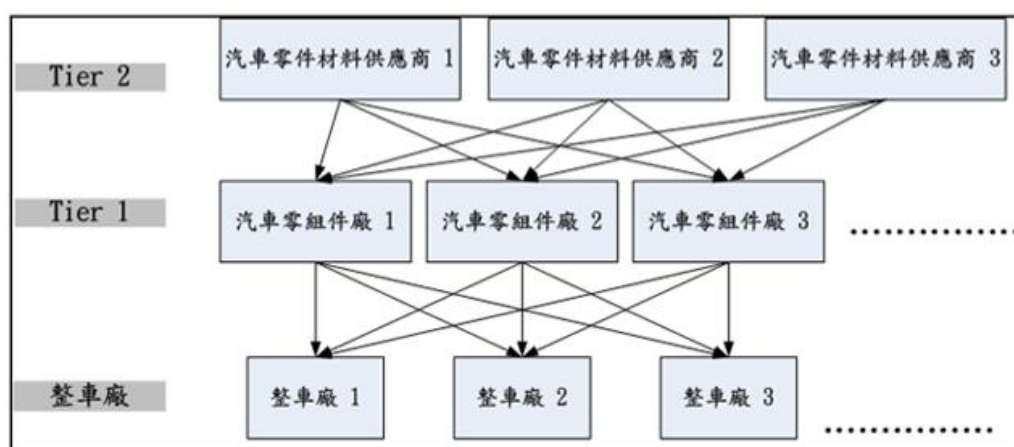 Tier 2
汽車零件材料供應商 1
汽車零件材料供應商 2
汽車零件材料供應商 3
Tier 1
汽車零組件廠 1
汽車零組件廠 2
汽車零組件廠 3
................
整車廠
整車廠 1
整車廠 2
整車廠 3
................